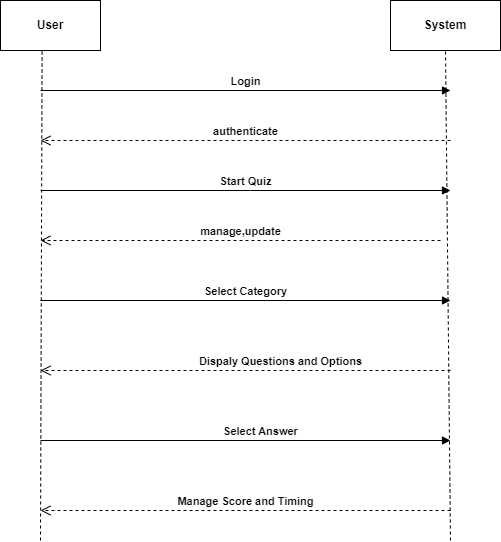 User
System
Login
authenticate
Start Quiz
manage,update
Select Category
Dispaly Questions and Options
Select Answer
Manage Score and Timing